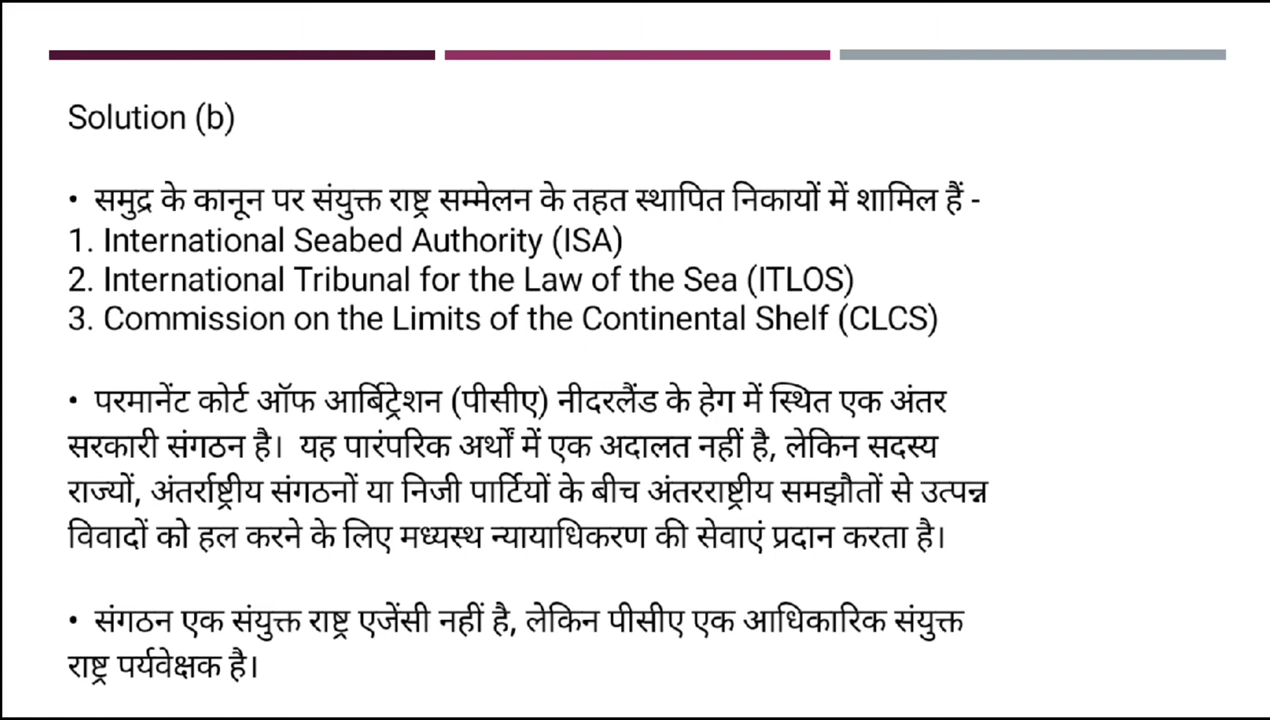 Solution (b)
• समुद्र के कानून पर संयुक्त राष्ट्र सम्मेलन के तहत स्थापित निकायों में शामिल हैं -
1. International Seabed Authority (ISA)
2. International Tribunal for the Law of the Sea (ITLOS)
3. Commission on the Limits of the Continental Shelf (CLCS)
• परमानेंट कोर्ट ऑफ आर्बिट्रेशन (पीसीए) नीदरलैंड के हेग में स्थित एक अंतर
सरकारी संगठन है। यह पारंपरिक अर्थों में एक अदालत नहीं है, लेकिन सदस्य
राज्यों, अंतर्राष्ट्रीय संगठनों या निजी पार्टियों के बीच अंतरराष्ट्रीय समझौतों से उत्पन्न
विवादों को हल करने के लिए मध्यस्थ न्यायाधिकरण की सेवाएं प्रदान करता है।
• संगठन एक संयुक्त राष्ट्र एजेंसी नहीं है, लेकिन पीसीए एक आधिकारिक संयुक्त
राष्ट्र पर्यवेक्षक है।